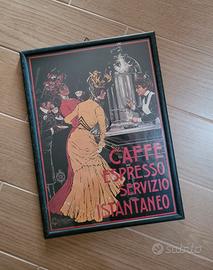 CAFFÈ
ESPRESSO
SERVIZIO
ISTANTANEO
subito